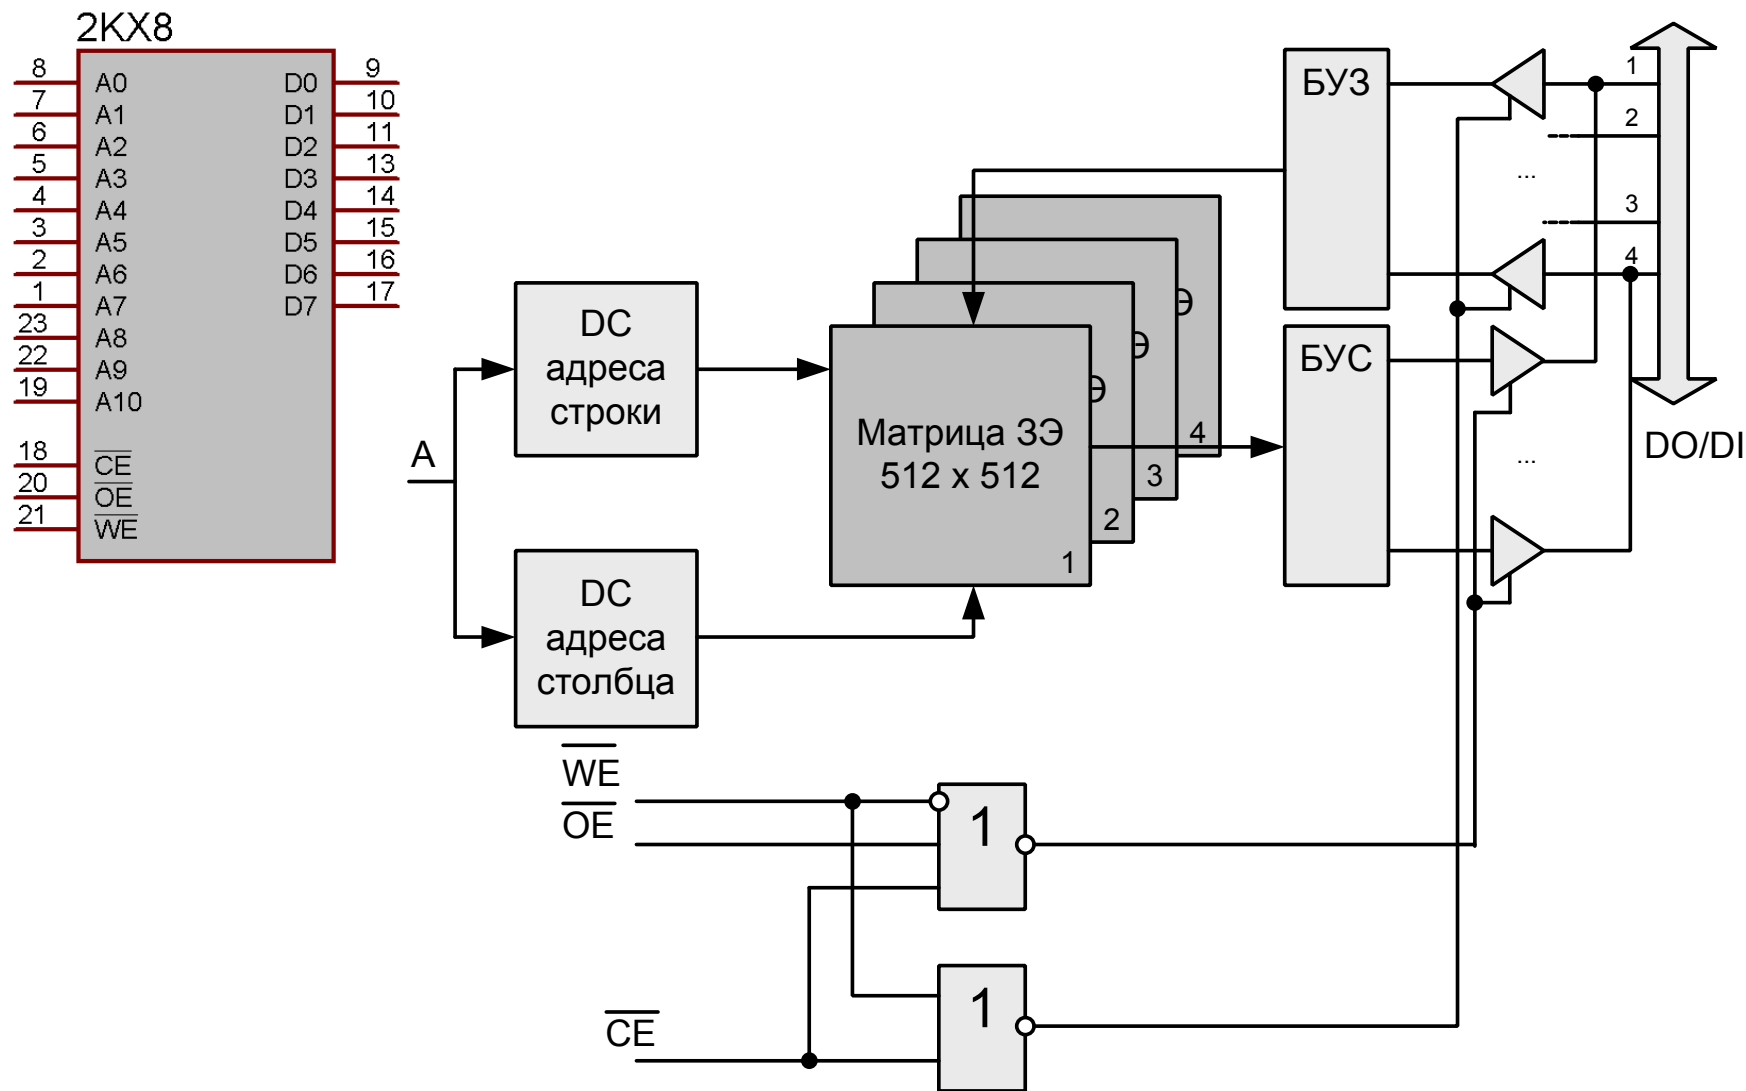 2KX8
8 A0 D0 9
7 A1 D1 10
6 A2 D2 11
5 A3 D3 13
4 A4 D4 14
3 A5 D5 15
2 A6 D6 16
1 A7 D7 17
23 A8
22 A9
19 A10
18 CE
20 OE
21 WE
A
DC
адреса
строки
DC
адреса
столбца
Матрица ЗЭ
512 x 512
1
Э
2
Э
3
Э
4
БУЗ
БУС
1
2
...
3
4
...
DO/DI
WE
OE
CE
1
1